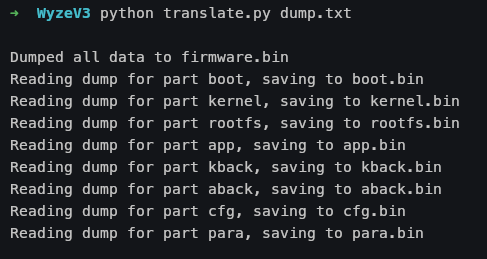 ➜ WyzeV3 python translate.py dump.txt
Dumped all data to firmware.bin
Reading dump for part boot, saving to boot.bin
Reading dump for part kernel, saving to kernel.bin
Reading dump for part rootfs, saving to rootfs.bin
Reading dump for part app, saving to app.bin
Reading dump for part kback, saving to kback.bin
Reading dump for part aback, saving to aback.bin
Reading dump for part cfg, saving to cfg.bin
Reading dump for part para, saving to para.bin